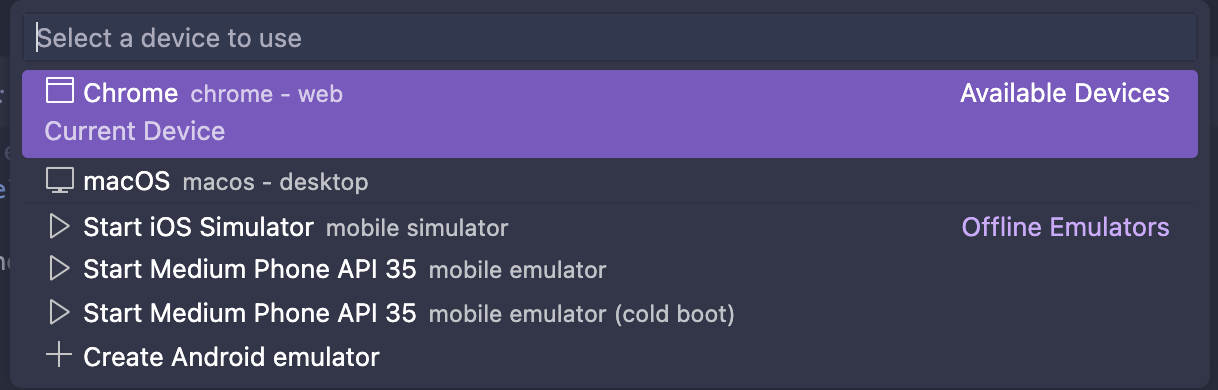 Select a device to use
Chrome chrome - web Available Devices
Current Device
macOS macos - desktop
Start iOS Simulator mobile simulator Offline Emulators
Start Medium Phone API 35 mobile emulator
Start Medium Phone API 35 mobile emulator (cold boot)
Create Android emulator